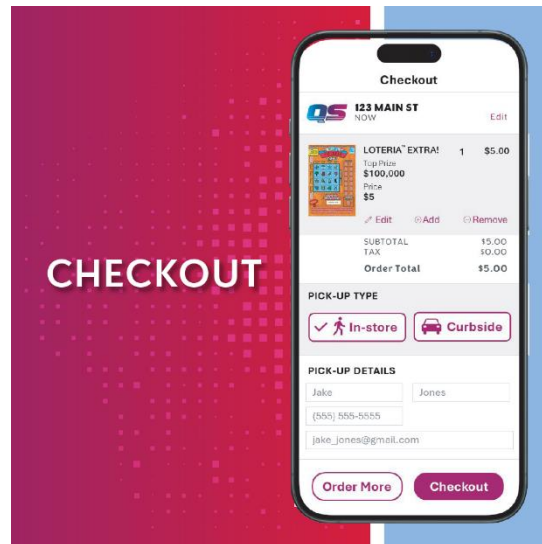 CHECKOUT
Checkout
QS
123 MAIN ST
NOW
Edit
LOTERIA™ EXTRA! 1 $5.00
Top Prize
$100,000
Price
$5
Edit Add Remove
SUBTOTAL $5.00
TAX $0.00
Order Total $5.00
PICK-UP TYPE
In-store Curbside
PICK-UP DETAILS
Jake Jones
(555) 555-5555
jake_jones@gmail.com
Order More Checkout